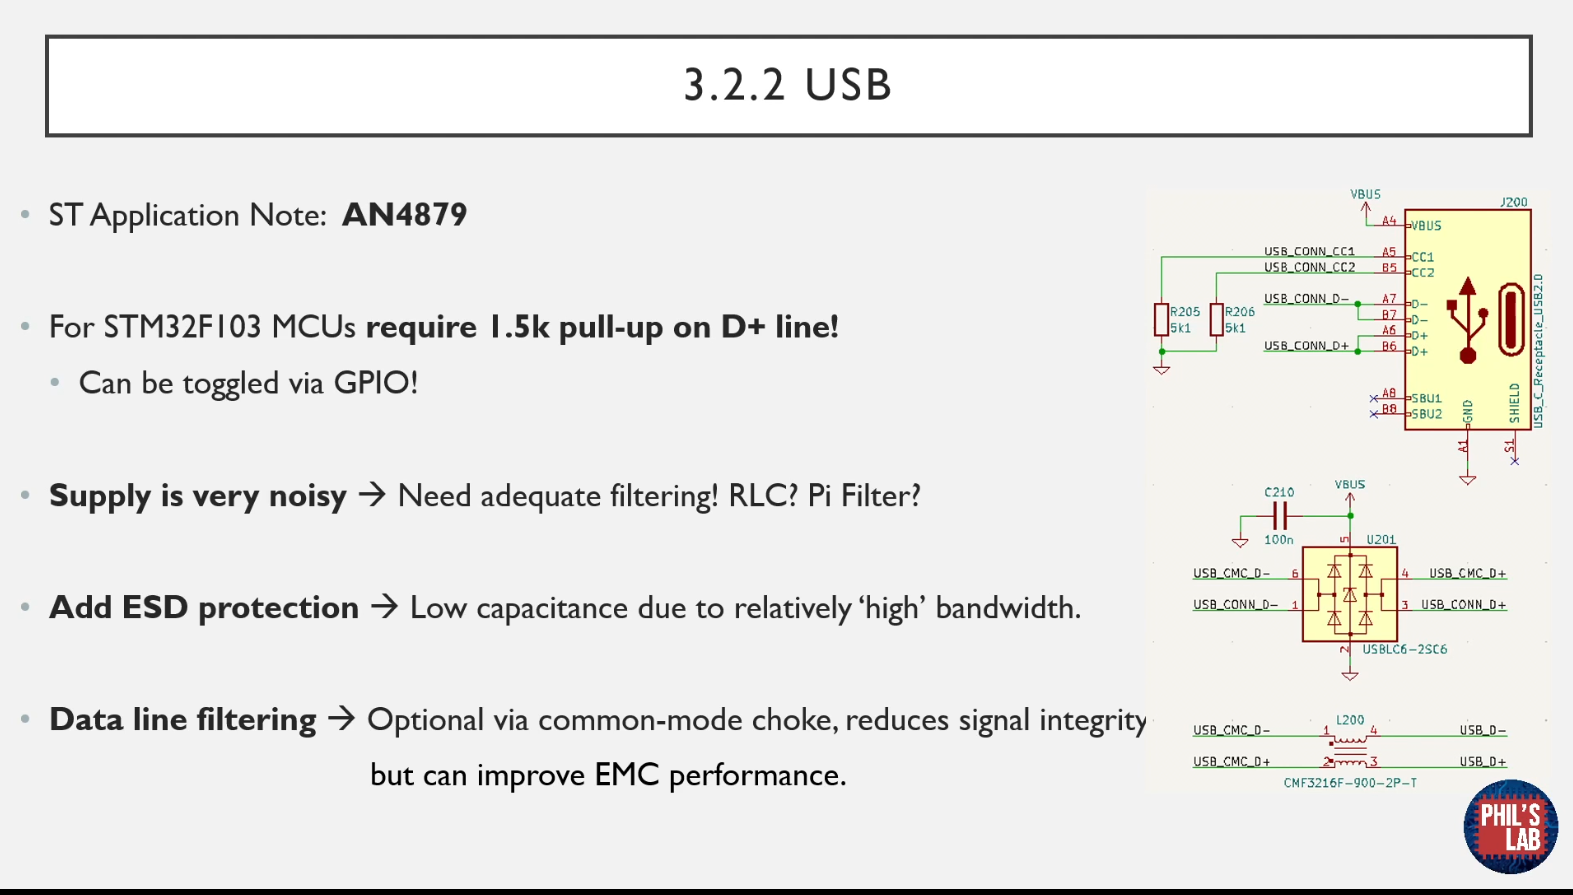 3.2.2 USB
• ST Application Note: AN4879
• For STM32F103 MCUs require 1.5k pull-up on D+ line!
• Can be toggled via GPIO!
• Supply is very noisy → Need adequate filtering! RLC? Pi Filter?
• Add ESD protection → Low capacitance due to relatively ‘high’ bandwidth.
• Data line filtering → Optional via common-mode choke, reduces signal integrity
but can improve EMC performance.
VBUS
J200
A4 VBUS
USB_CONN_CC1 A5 CC1
USB_CONN_CC2 B5 CC2
USB_CONN_D- A7 D-
B7 D-
A6 D+
USB_CONN_D+ B6 D+
R205 R206
5k1 5k1
A8 SBU1
B8 SBU2
GND
SHIELD
A1
S1
USB_C_Receptacle_USB2.0
VBUS
C210
100n
5 U201
USB_CMC_D- 6 4 USB_CMC_D+
USB_CONN_D- 1 3 USB_CONN_D+
2 USBLC6-2SC6
L200
USB_CMC_D- 1 4 USB_D-
USB_CMC_D+ 2 3 USB_D+
CMF3216F-900-2P-T
PHIL'S
LAB